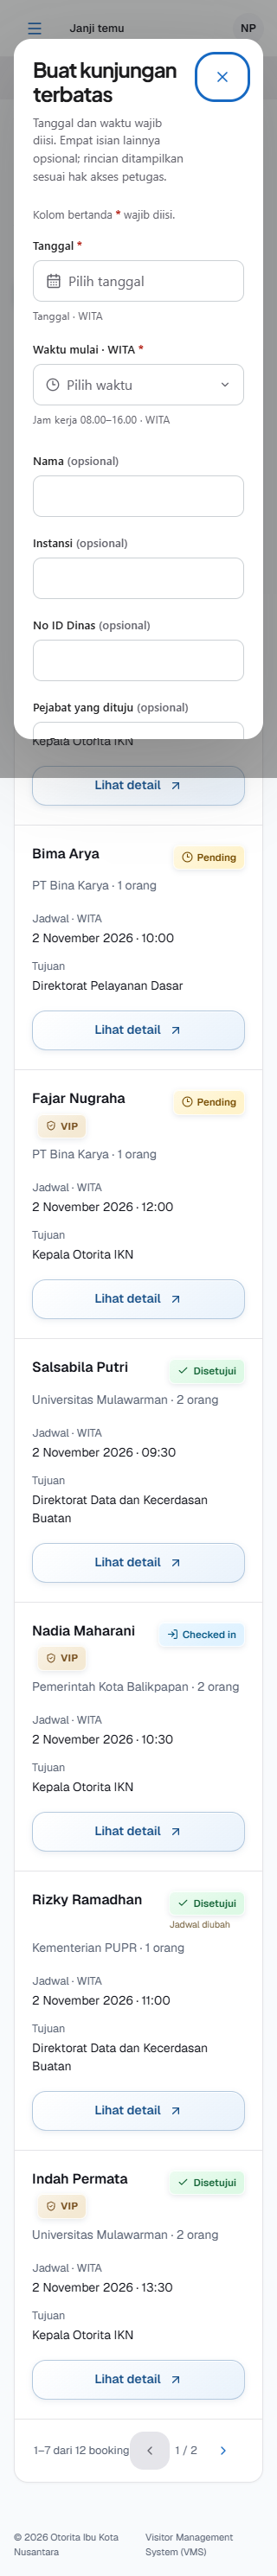 Janji temu
NP
Buat kunjungan
terbatas
Tanggal dan waktu wajib
diisi. Empat isian lainnya
opsional; rincian ditampilkan
sesuai hak akses petugas.
Kolom bertanda * wajib diisi.
Tanggal *
Pilih tanggal
Tanggal · WITA
Waktu mulai · WITA *
Pilih waktu
Jam kerja 08.00–16.00 · WITA
Nama (opsional)
Instansi (opsional)
No ID Dinas (opsional)
Pejabat yang dituju (opsional)
Kepala Otorita IKN
Lihat detail
Bima Arya
Pending
PT Bina Karya · 1 orang
Jadwal · WITA
2 November 2026 · 10:00
Tujuan
Direktorat Pelayanan Dasar
Lihat detail
Fajar Nugraha
Pending
VIP
PT Bina Karya · 1 orang
Jadwal · WITA
2 November 2026 · 12:00
Tujuan
Kepala Otorita IKN
Lihat detail
Salsabila Putri
Disetujui
Universitas Mulawarman · 2 orang
Jadwal · WITA
2 November 2026 · 09:30
Tujuan
Direktorat Data dan Kecerdasan
Buatan
Lihat detail
Nadia Maharani
Checked in
VIP
Pemerintah Kota Balikpapan · 2 orang
Jadwal · WITA
2 November 2026 · 10:30
Tujuan
Kepala Otorita IKN
Lihat detail
Rizky Ramadhan
Disetujui
Jadwal diubah
Kementerian PUPR · 1 orang
Jadwal · WITA
2 November 2026 · 11:00
Tujuan
Direktorat Data dan Kecerdasan
Buatan
Lihat detail
Indah Permata
Disetujui
VIP
Universitas Mulawarman · 2 orang
Jadwal · WITA
2 November 2026 · 13:30
Tujuan
Kepala Otorita IKN
Lihat detail
1–7 dari 12 booking
1 / 2
© 2026 Otorita Ibu Kota
Nusantara
Visitor Management
System (VMS)